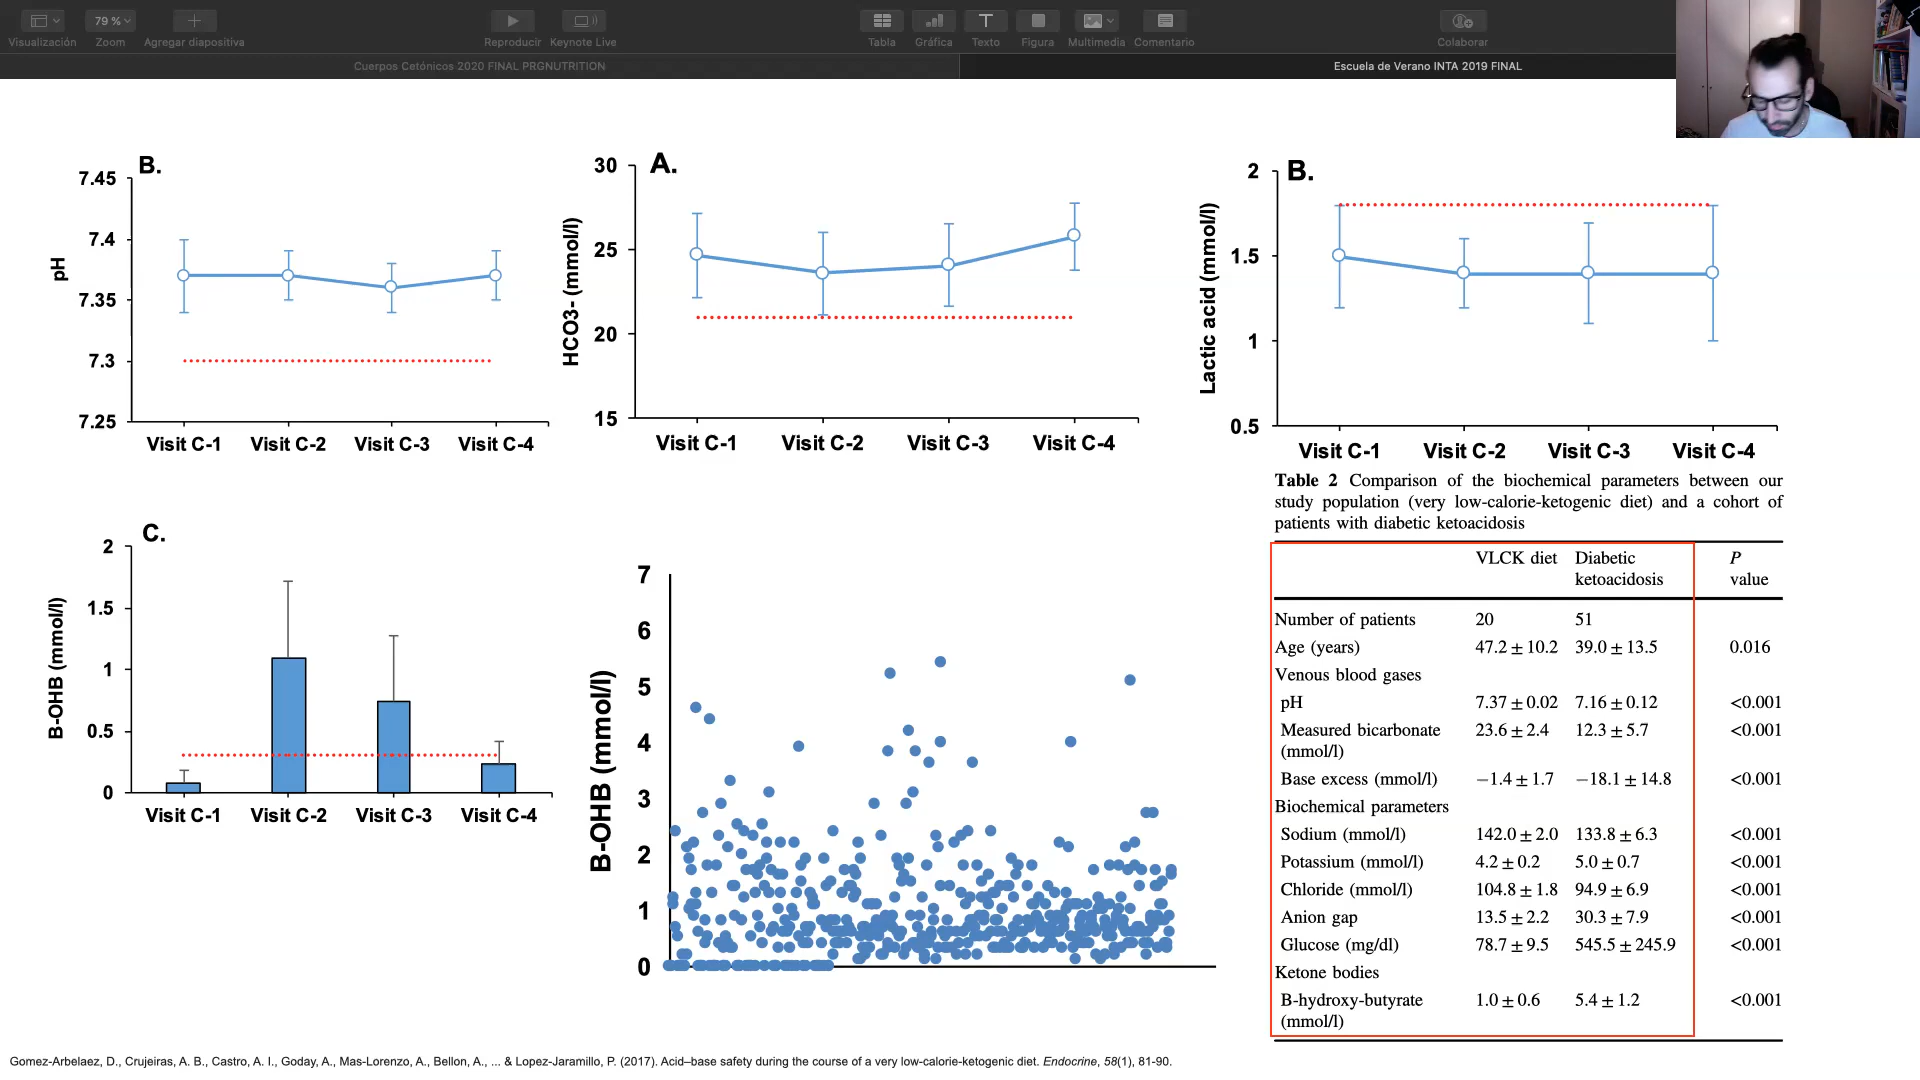 79 %
Visualización
Zoom
Agregar diapositiva
Reproducir
Keynote Live
Tabla
Gráfica
Texto
Figura
Multimedia
Comentario
Colaborar
Cuerpos Cetónicos 2020 FINAL PRGNUTRITION
Escuela de Verano INTA 2019 FINAL
B.
pH
7.45
7.4
7.35
7.3
7.25
Visit C-1 Visit C-2 Visit C-3 Visit C-4
A.
HCO3- (mmol/l)
30
25
20
15
Visit C-1 Visit C-2 Visit C-3 Visit C-4
B.
Lactic acid (mmol/l)
2
1.5
1
0.5
Visit C-1 Visit C-2 Visit C-3 Visit C-4
C.
B-OHB (mmol/l)
2
1.5
1
0.5
0
Visit C-1 Visit C-2 Visit C-3 Visit C-4
B-OHB (mmol/l)
7
6
5
4
3
2
1
0
Table 2 Comparison of the biochemical parameters between our
study population (very low-calorie-ketogenic diet) and a cohort of
patients with diabetic ketoacidosis
VLCK diet Diabetic P
ketoacidosis value
Number of patients 20 51
Age (years) 47.2 ± 10.2 39.0 ± 13.5 0.016
Venous blood gases
pH 7.37 ± 0.02 7.16 ± 0.12 <0.001
Measured bicarbonate 23.6 ± 2.4 12.3 ± 5.7 <0.001
(mmol/l)
Base excess (mmol/l) −1.4 ± 1.7 −18.1 ± 14.8 <0.001
Biochemical parameters
Sodium (mmol/l) 142.0 ± 2.0 133.8 ± 6.3 <0.001
Potassium (mmol/l) 4.2 ± 0.2 5.0 ± 0.7 <0.001
Chloride (mmol/l) 104.8 ± 1.8 94.9 ± 6.9 <0.001
Anion gap 13.5 ± 2.2 30.3 ± 7.9 <0.001
Glucose (mg/dl) 78.7 ± 9.5 545.5 ± 245.9 <0.001
Ketone bodies
B-hydroxy-butyrate 1.0 ± 0.6 5.4 ± 1.2 <0.001
(mmol/l)
Gomez-Arbelaez, D., Crujeiras, A. B., Castro, A. I., Goday, A., Mas-Lorenzo, A., Bellon, A., ... & Lopez-Jaramillo, P. (2017). Acid–base safety during the course of a very low-calorie-ketogenic diet. Endocrine, 58(1), 81-90.